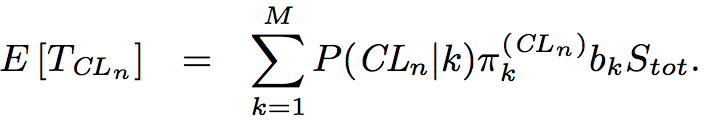 E [T_{CL_n}] = \sum_{k=1}^{M} P(CL_n|k) \pi_k^{(CL_n)} b_k S_{tot}.